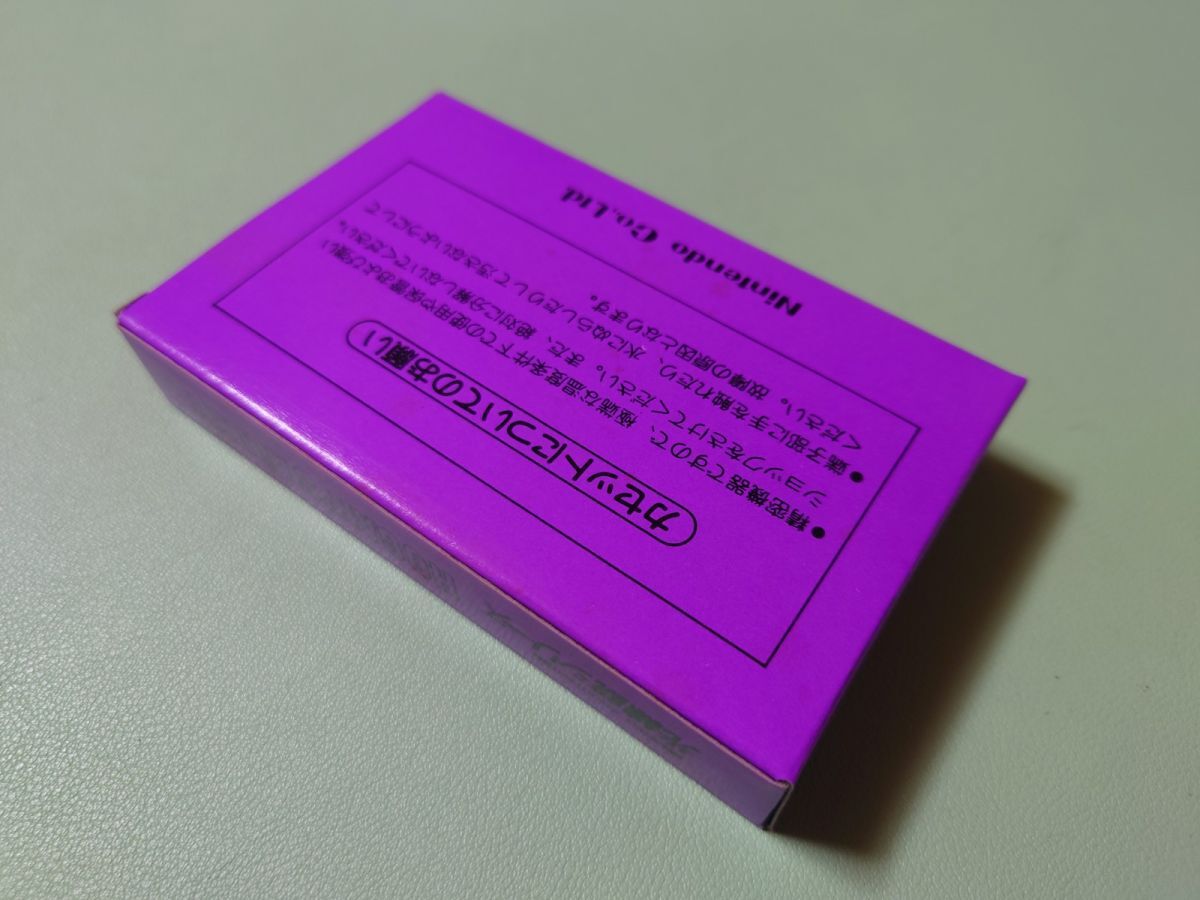 カセットについてのお願い
●精密機器ですので、極端な温度条件下での使用や保管および強い
ショックをさけてください。また、絶対に分解しないでください。
●端子部に手を触れたり、水にぬらしたりして汚さないようにして
ください。故障の原因となります。
Nintendo Co.,Ltd.